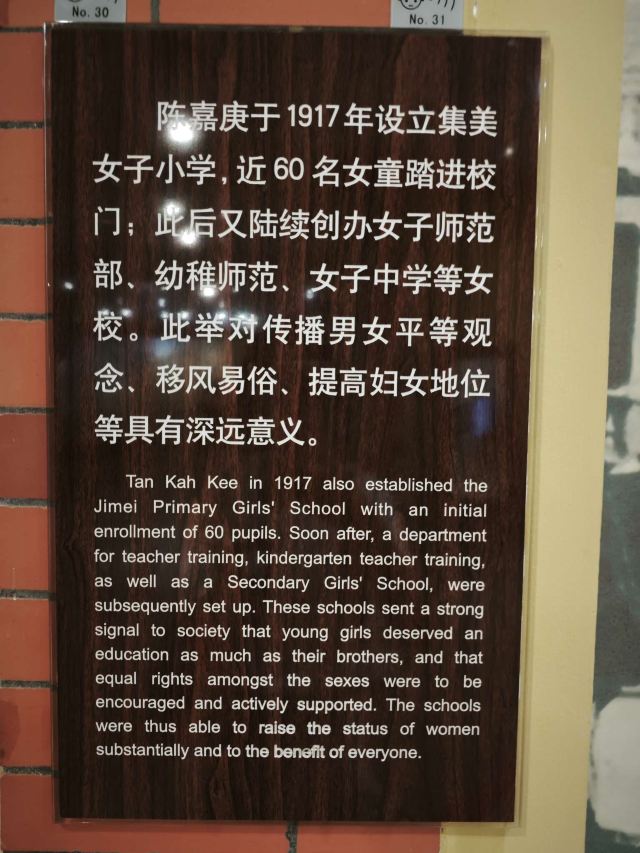 No. 30
No. 31
陈嘉庚于1917年设立集美
女子小学，近60名女童踏进校
门；此后又陆续创办女子师范
部、幼稚师范、女子中学等女
校。此举对传播男女平等观
念、移风易俗、提高妇女地位
等具有深远意义。
Tan Kah Kee in 1917 also established the
Jimei Primary Girls' School with an initial
enrollment of 60 pupils. Soon after, a department
for teacher training, kindergarten teacher training,
as well as a Secondary Girls' School, were
subsequently set up. These schools sent a strong
signal to society that young girls deserved an
education as much as their brothers, and that
equal rights amongst the sexes were to be
encouraged and actively supported. The schools
were thus able to raise the status of women
substantially and to the benefit of everyone.